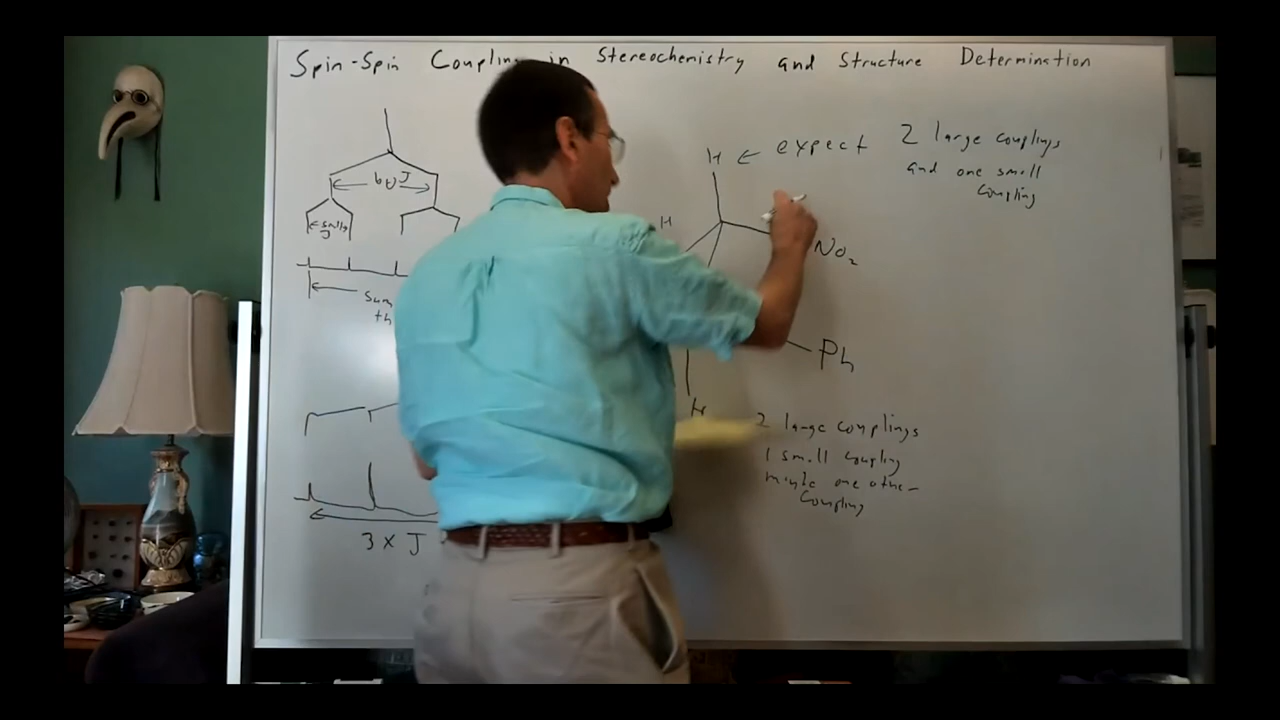 Spin-Spin Coupling in Stereochemistry and Structure Determination
big J
small
J
Sum
th
3 x J
H ← expect 2 large couplings
and one small
coupling
H
NO2
Ph
H
2 large couplings
1 small coupling
maybe one other
coupling